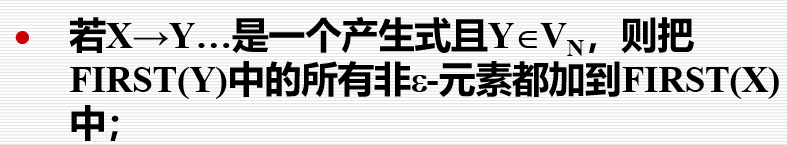 • 若X→Y…是一个产生式且Y∈V_N，则把
FIRST(Y)中的所有非ε-元素都加到FIRST(X)
中；